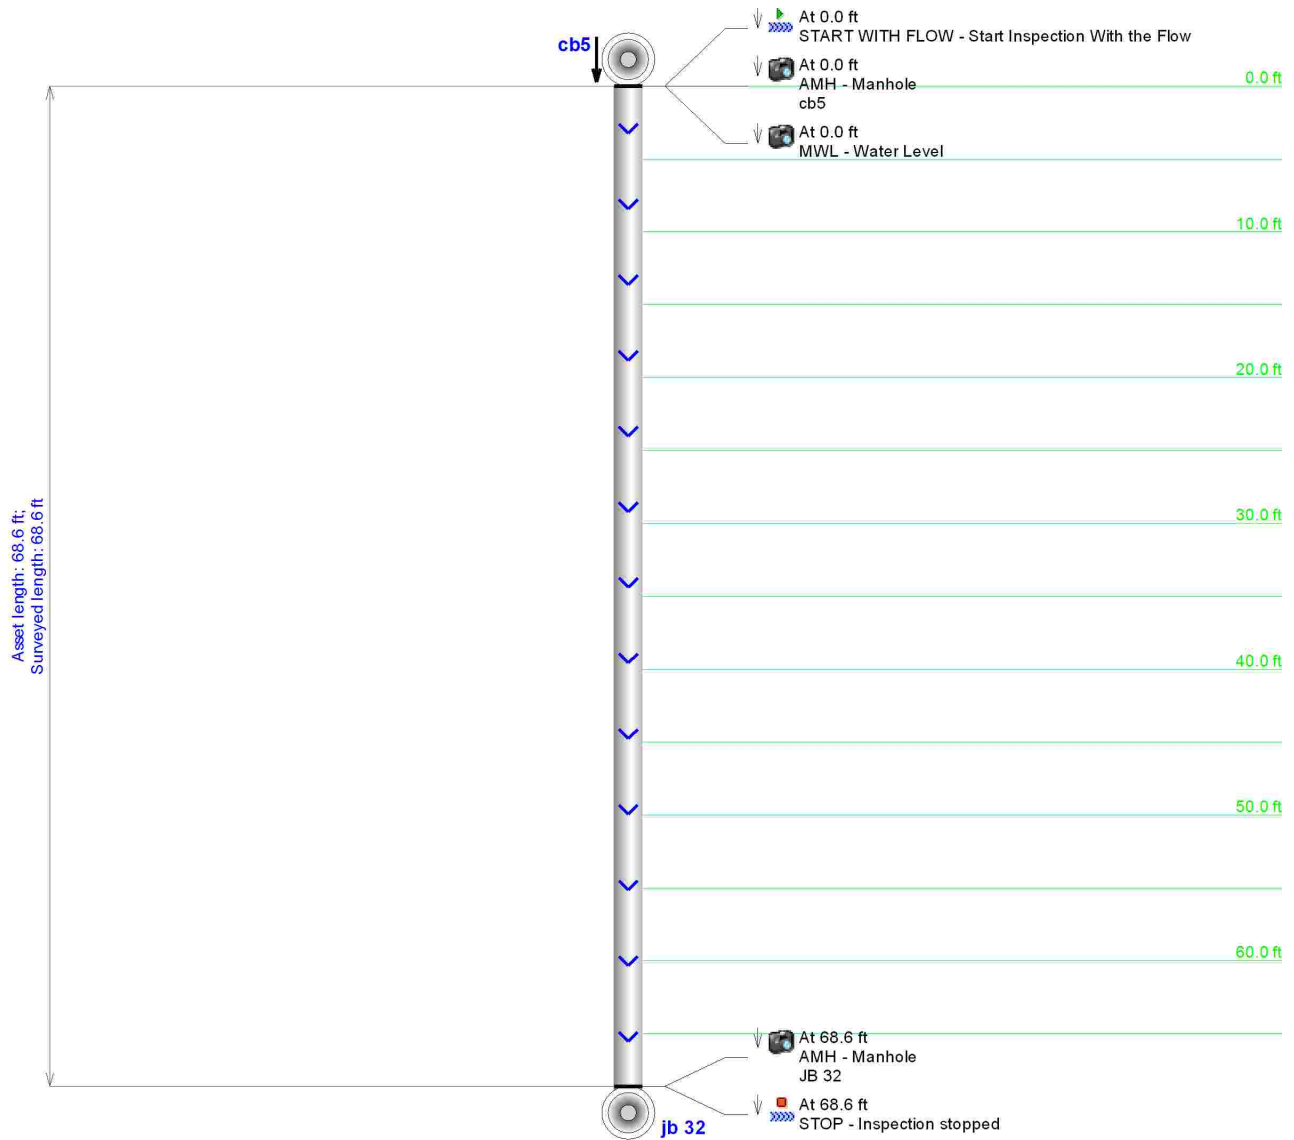 cb5
At 0.0 ft
START WITH FLOW - Start Inspection With the Flow
At 0.0 ft
AMH - Manhole
cb5
At 0.0 ft
MWL - Water Level
0.0 ft
10.0 ft
20.0 ft
30.0 ft
40.0 ft
50.0 ft
60.0 ft
Asset length: 68.6 ft;
Surveyed length: 68.6 ft
At 68.6 ft
AMH - Manhole
JB 32
At 68.6 ft
STOP - Inspection stopped
jb 32